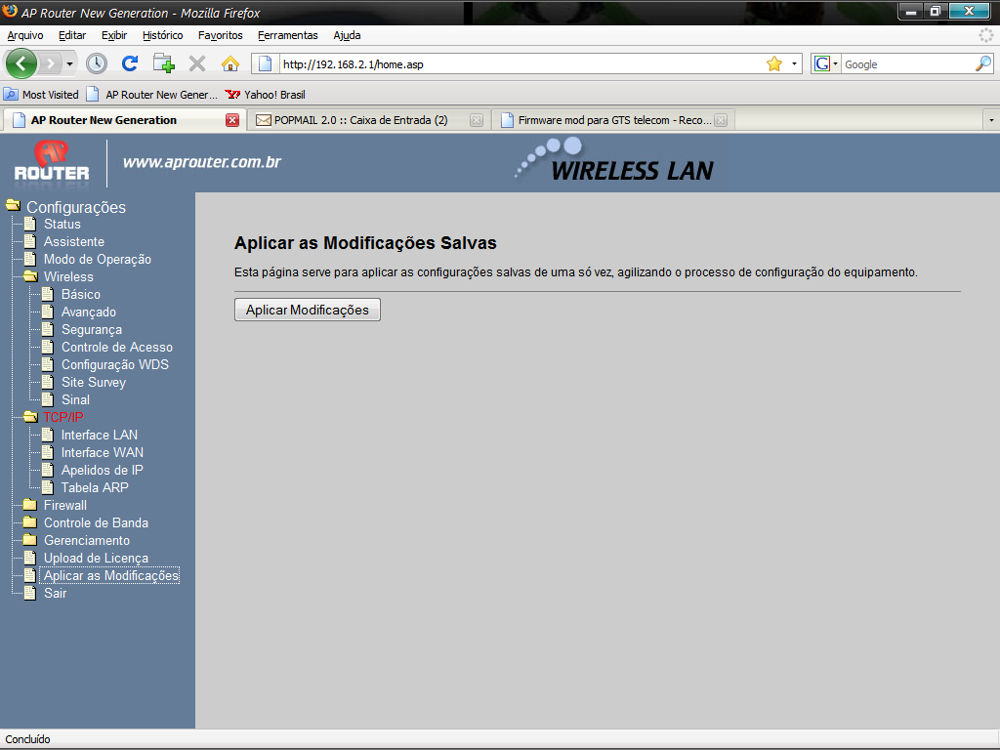 AP Router New Generation - Mozilla Firefox
Arquivo Editar Exibir Histórico Favoritos Ferramentas Ajuda
http://192.168.2.1/home.asp
G Google
Most Visited AP Router New Gener... Yahoo! Brasil
AP Router New Generation POPMAIL 2.0 :: Caixa de Entrada (2) Firmware mod para GTS telecom - Reco...
AP ROUTER www.aprouter.com.br WIRELESS LAN
Configurações
Status
Assistente
Modo de Operação
Wireless
Básico
Avançado
Segurança
Controle de Acesso
Configuração WDS
Site Survey
Sinal
TCP/IP
Interface LAN
Interface WAN
Apelidos de IP
Tabela ARP
Firewall
Controle de Banda
Gerenciamento
Upload de Licença
Aplicar as Modificações
Sair
Aplicar as Modificações Salvas
Esta página serve para aplicar as configurações salvas de uma só vez, agilizando o processo de configuração do equipamento.
Aplicar Modificações
Concluído